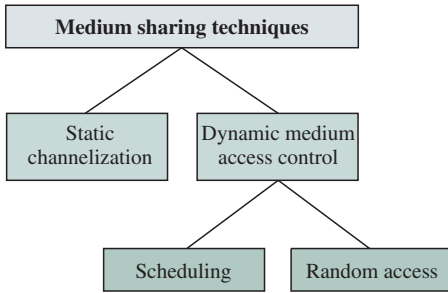 Medium sharing techniques
Static
channelization
Dynamic medium
access control
Scheduling
Random access